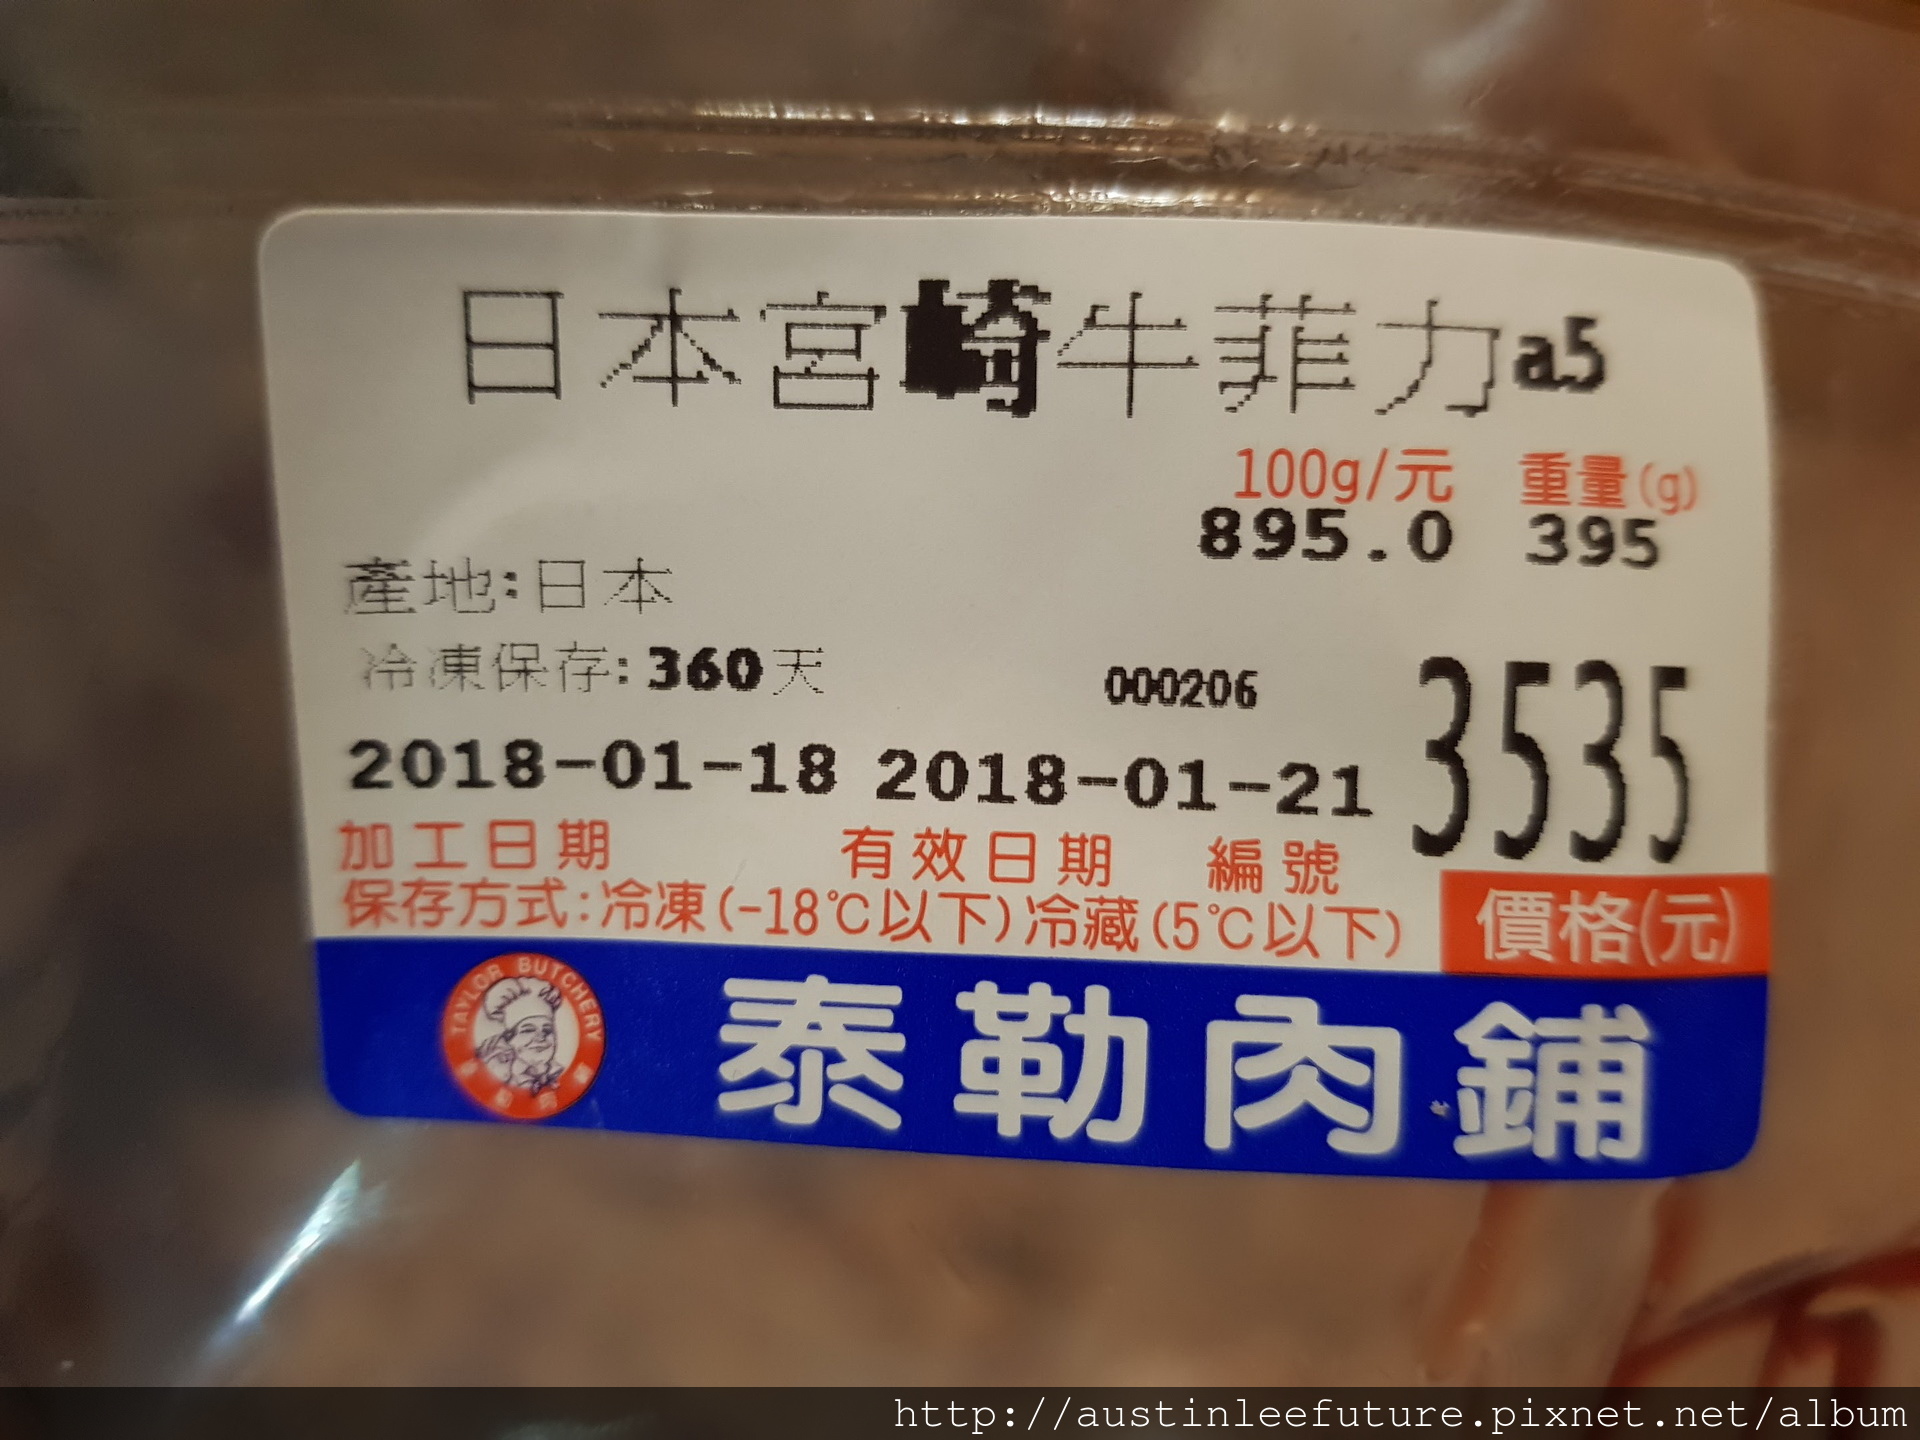 日本宮崎牛菲力a5
100g/元 重量(g)
895.0 395
產地:日本
冷凍保存:360天
000206
3535
2018-01-18 2018-01-21
加工日期 有效日期 編號
保存方式:冷凍(-18℃以下)冷藏(5℃以下)
價格(元)
TAYLOR BUTCHERY
泰勒肉鋪
http://austinleefuture.pixnet.net/album